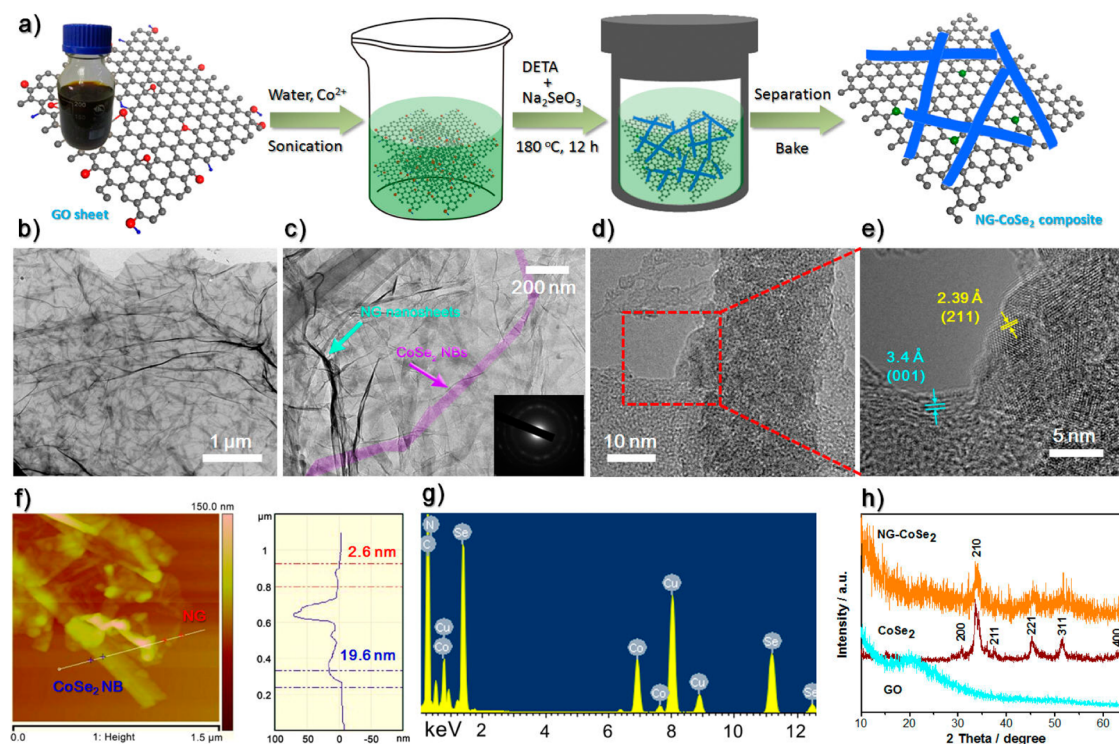 a)
Water, Co²⁺
Sonication
DETA
+
Na₂SeO₃
180 °C, 12 h
Separation
Bake
GO sheet
NG-CoSe₂ composite
b)
1 μm
c)
200 nm
NG nanosheets
CoSe₂ NBs
d)
10 nm
e)
2.39 Å
(211)
3.4 Å
(001)
5 nm
f)
150.0 nm
NG
CoSe₂ NB
0.0
1: Height
1.5 μm
μm
1
0.8
0.6
0.4
0.2
2.6 nm
19.6 nm
100 50 0 -50
nm
g)
N
C
Se
Cu
Co
Co
Co
Cu
Cu
Se
Se
keV 2 4 6 8 10 12
h)
Intensity / a.u.
NG-CoSe₂
210
CoSe₂
200
211
221
311
400
GO
10 20 30 40 50 60
2 Theta / degree